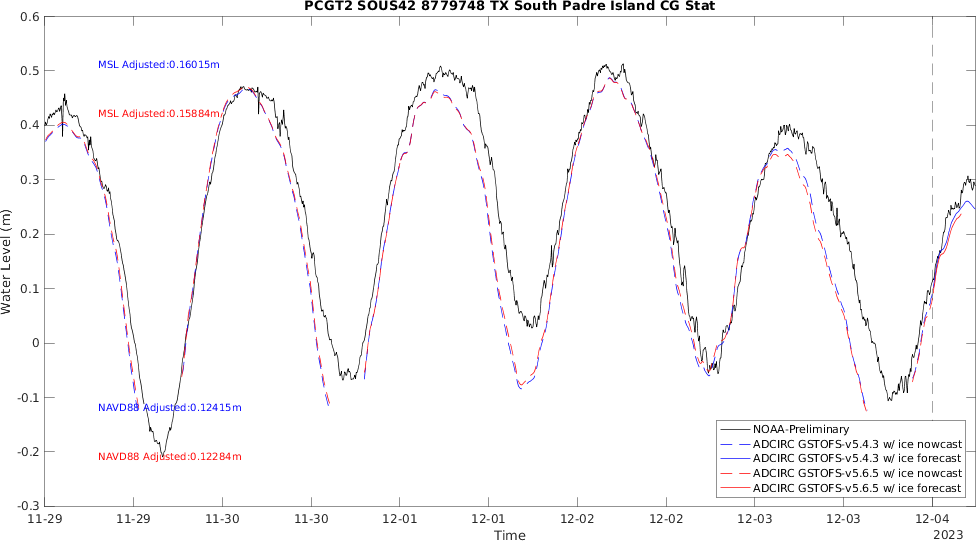 PCGT2 SOUS42 8779748 TX South Padre Island CG Stat
0.6
0.5
0.4
0.3
0.2
0.1
0
-0.1
-0.2
-0.3
Water Level (m)
MSL Adjusted:0.16015m
MSL Adjusted:0.15884m
NAVD88 Adjusted:0.12415m
NAVD88 Adjusted:0.12284m
NOAA-Preliminary
ADCIRC GSTOFS-v5.4.3 w/ ice nowcast
ADCIRC GSTOFS-v5.4.3 w/ ice forecast
ADCIRC GSTOFS-v5.6.5 w/ ice nowcast
ADCIRC GSTOFS-v5.6.5 w/ ice forecast
11-29 11-29 11-30 11-30 12-01 12-01 12-02 12-02 12-03 12-03 12-04
Time
2023